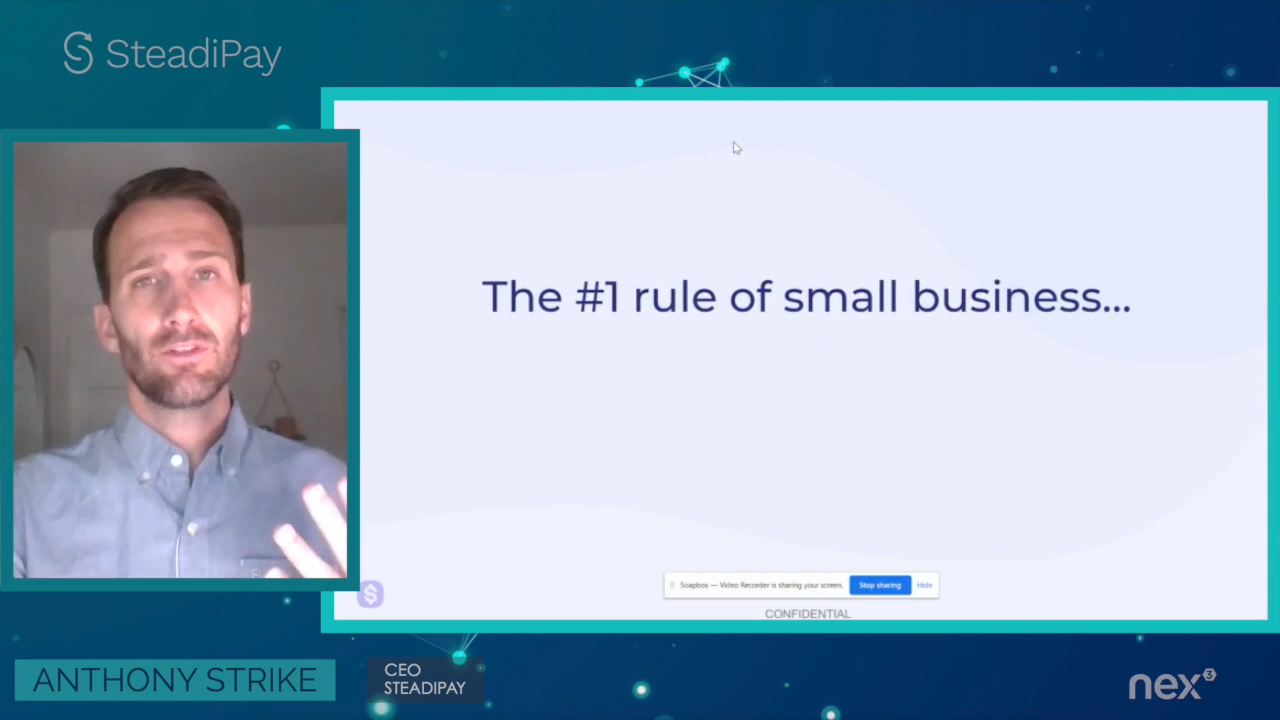 SteadiPay
The #1 rule of small business...
Soapbox — Video Recorder is sharing your screen.
Stop sharing
Hide
CONFIDENTIAL
ANTHONY STRIKE
CEO
STEADIPAY
nex3